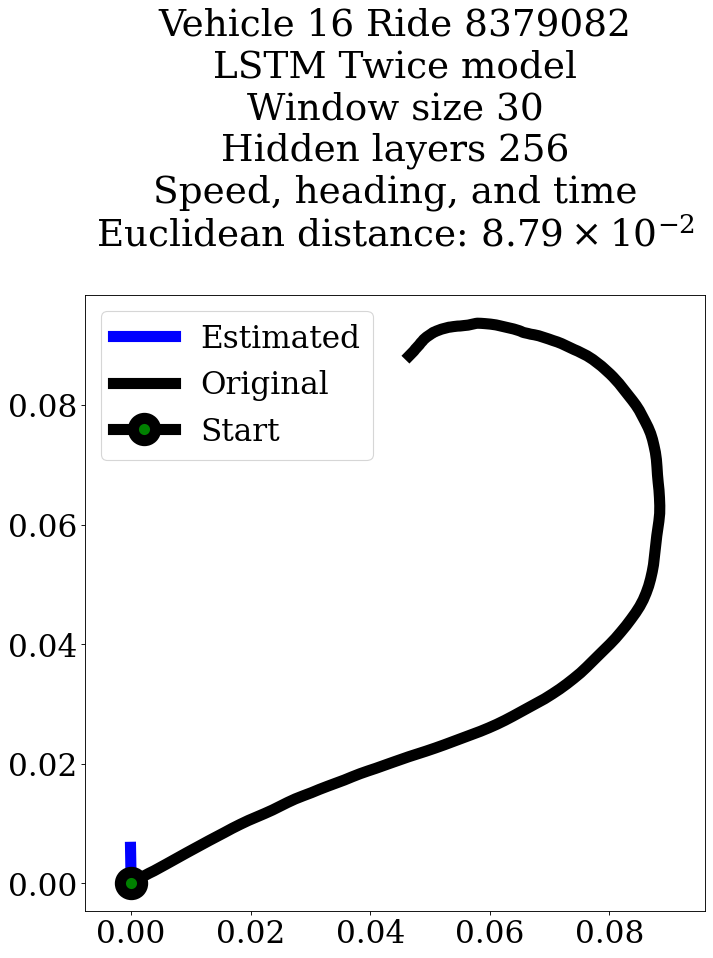 Vehicle 16 Ride 8379082
LSTM Twice model
Window size 30
Hidden layers 256
Speed, heading, and time
Euclidean distance: 8.79 × 10⁻²
Estimated
Original
Start
0.08
0.06
0.04
0.02
0.00
0.00 0.02 0.04 0.06 0.08